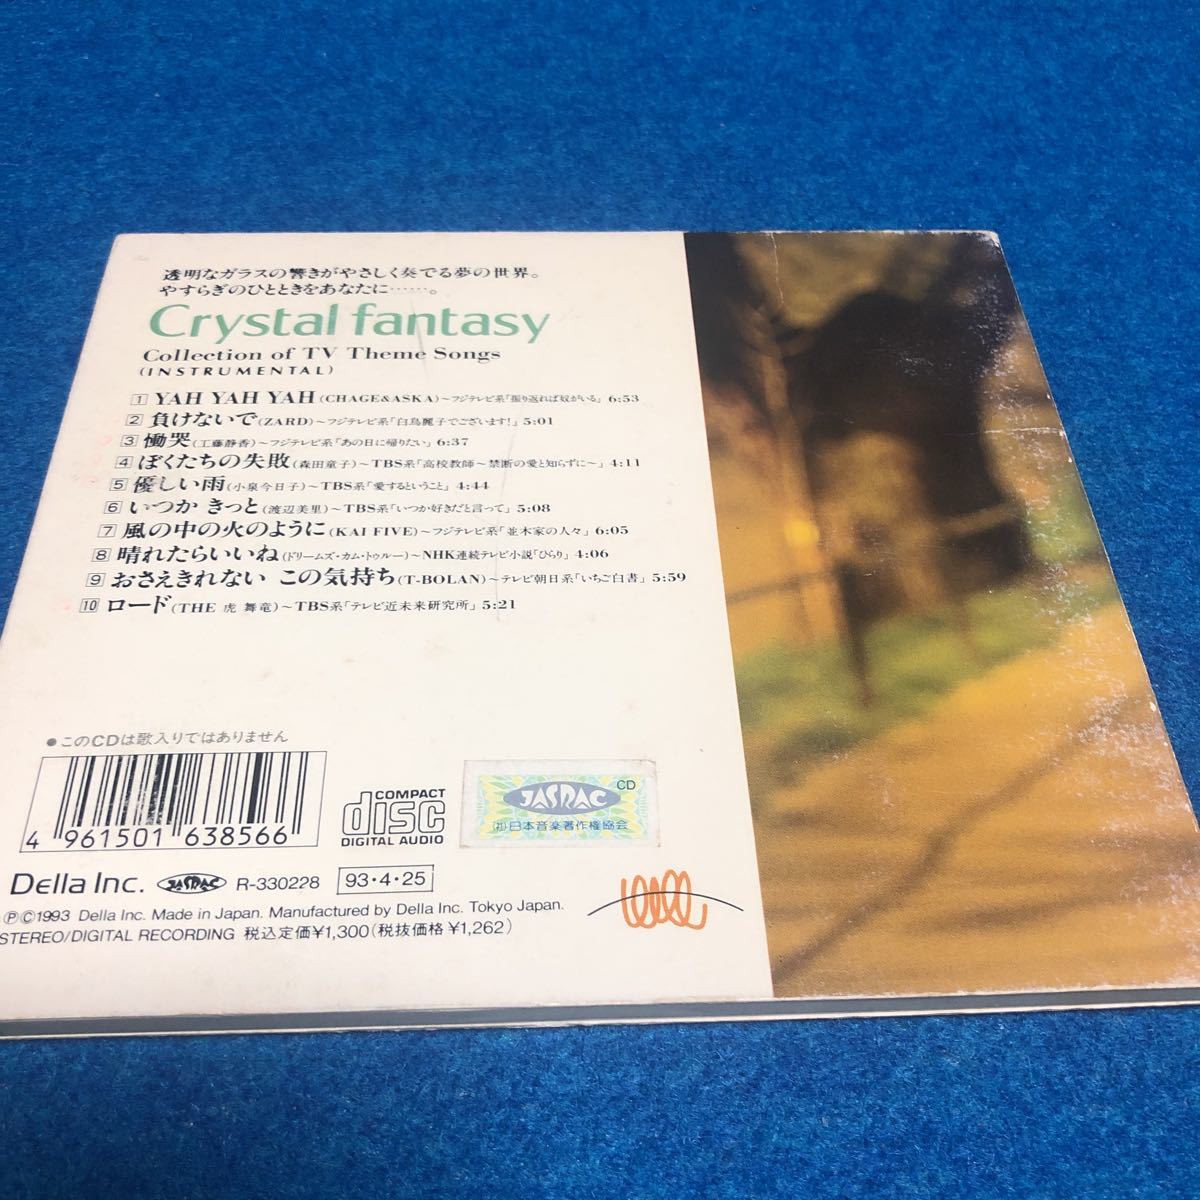 透明なガラスの響きがやさしく奏でる夢の世界。
やすらぎのひとときをあなたに……。
Crystal fantasy
Collection of TV Theme Songs
(INSTRUMENTAL)
1 YAH YAH YAH (CHAGE&ASKA)～フジテレビ系「振り返れば奴がいる」6:53
2 負けないで(ZARD)～フジテレビ系「白鳥麗子でございます!」5:01
3 慟哭(工藤静香)～フジテレビ系「あの日に帰りたい」6:37
4 ぼくたちの失敗(森田童子)～TBS系「高校教師～禁断の愛と知らずに～」4:11
5 優しい雨(小泉今日子)～TBS系「愛するということ」4:44
6 いつか きっと(渡辺美里)～TBS系「いつか好きだと言って」5:08
7 風の中の火のように(KAI FIVE)～フジテレビ系「並木家の人々」6:05
8 晴れたらいいね(ドリームズ・カム・トゥルー)～NHK連続テレビ小説「ひらり」4:06
9 おさえきれない この気持ち(T-BOLAN)～テレビ朝日系「いちご白書」5:59
10 ロード(THE 虎 舞竜)～TBS系「テレビ近未来研究所」5:21
●このCDは歌入りではありません
4 961501 638566
COMPACT
disc
DIGITAL AUDIO
JASRAC CD
(社)日本音楽著作権協会
Della Inc. JASRAC R-330228 93・4・25
ⓅⒸ1993 Della Inc. Made in Japan. Manufactured by Della Inc. Tokyo Japan.
STEREO/DIGITAL RECORDING 税込定価¥1,300(税抜価格¥1,262)